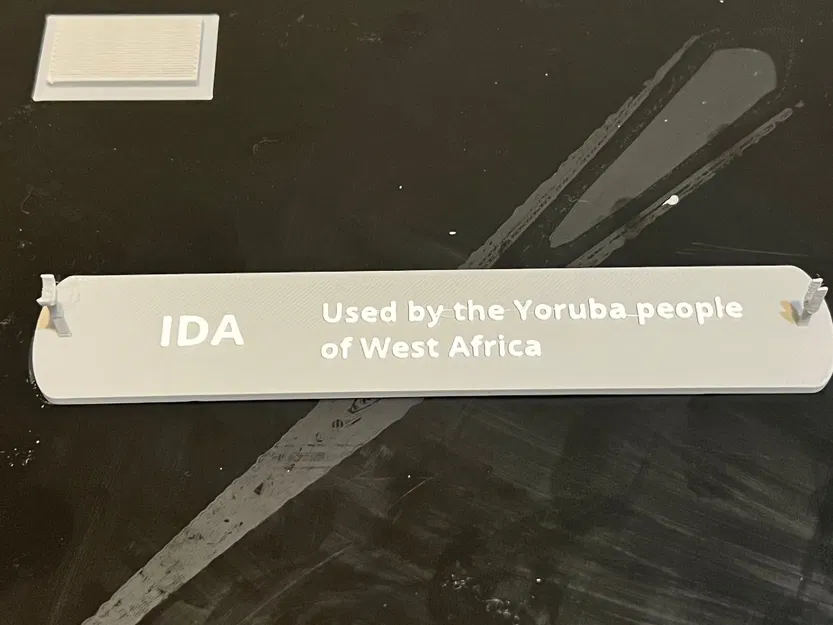 IDA
Used by the Yoruba people
of West Africa